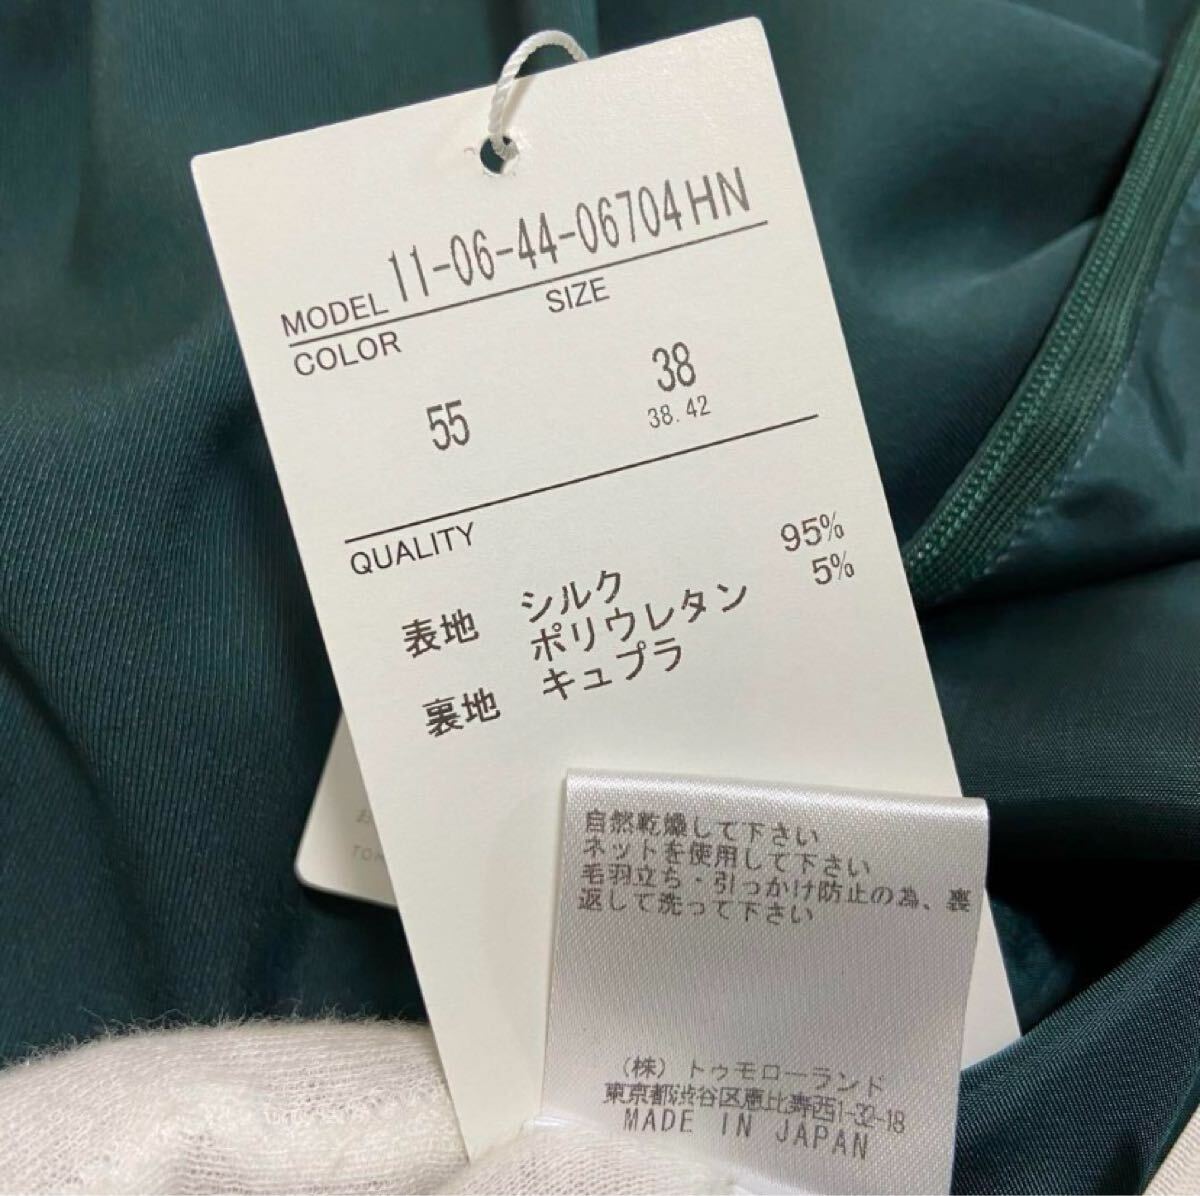 MODEL 11-06-44-06704HN
COLOR SIZE
55 38
38.42
QUALITY
表地 シルク 95%
ポリウレタン 5%
裏地 キュプラ
自然乾燥して下さい
ネットを使用して下さい
毛羽立ち・引っかけ防止の為、裏
返して洗って下さい
(株)トゥモローランド
東京都渋谷区恵比寿西1-32-18
MADE IN JAPAN